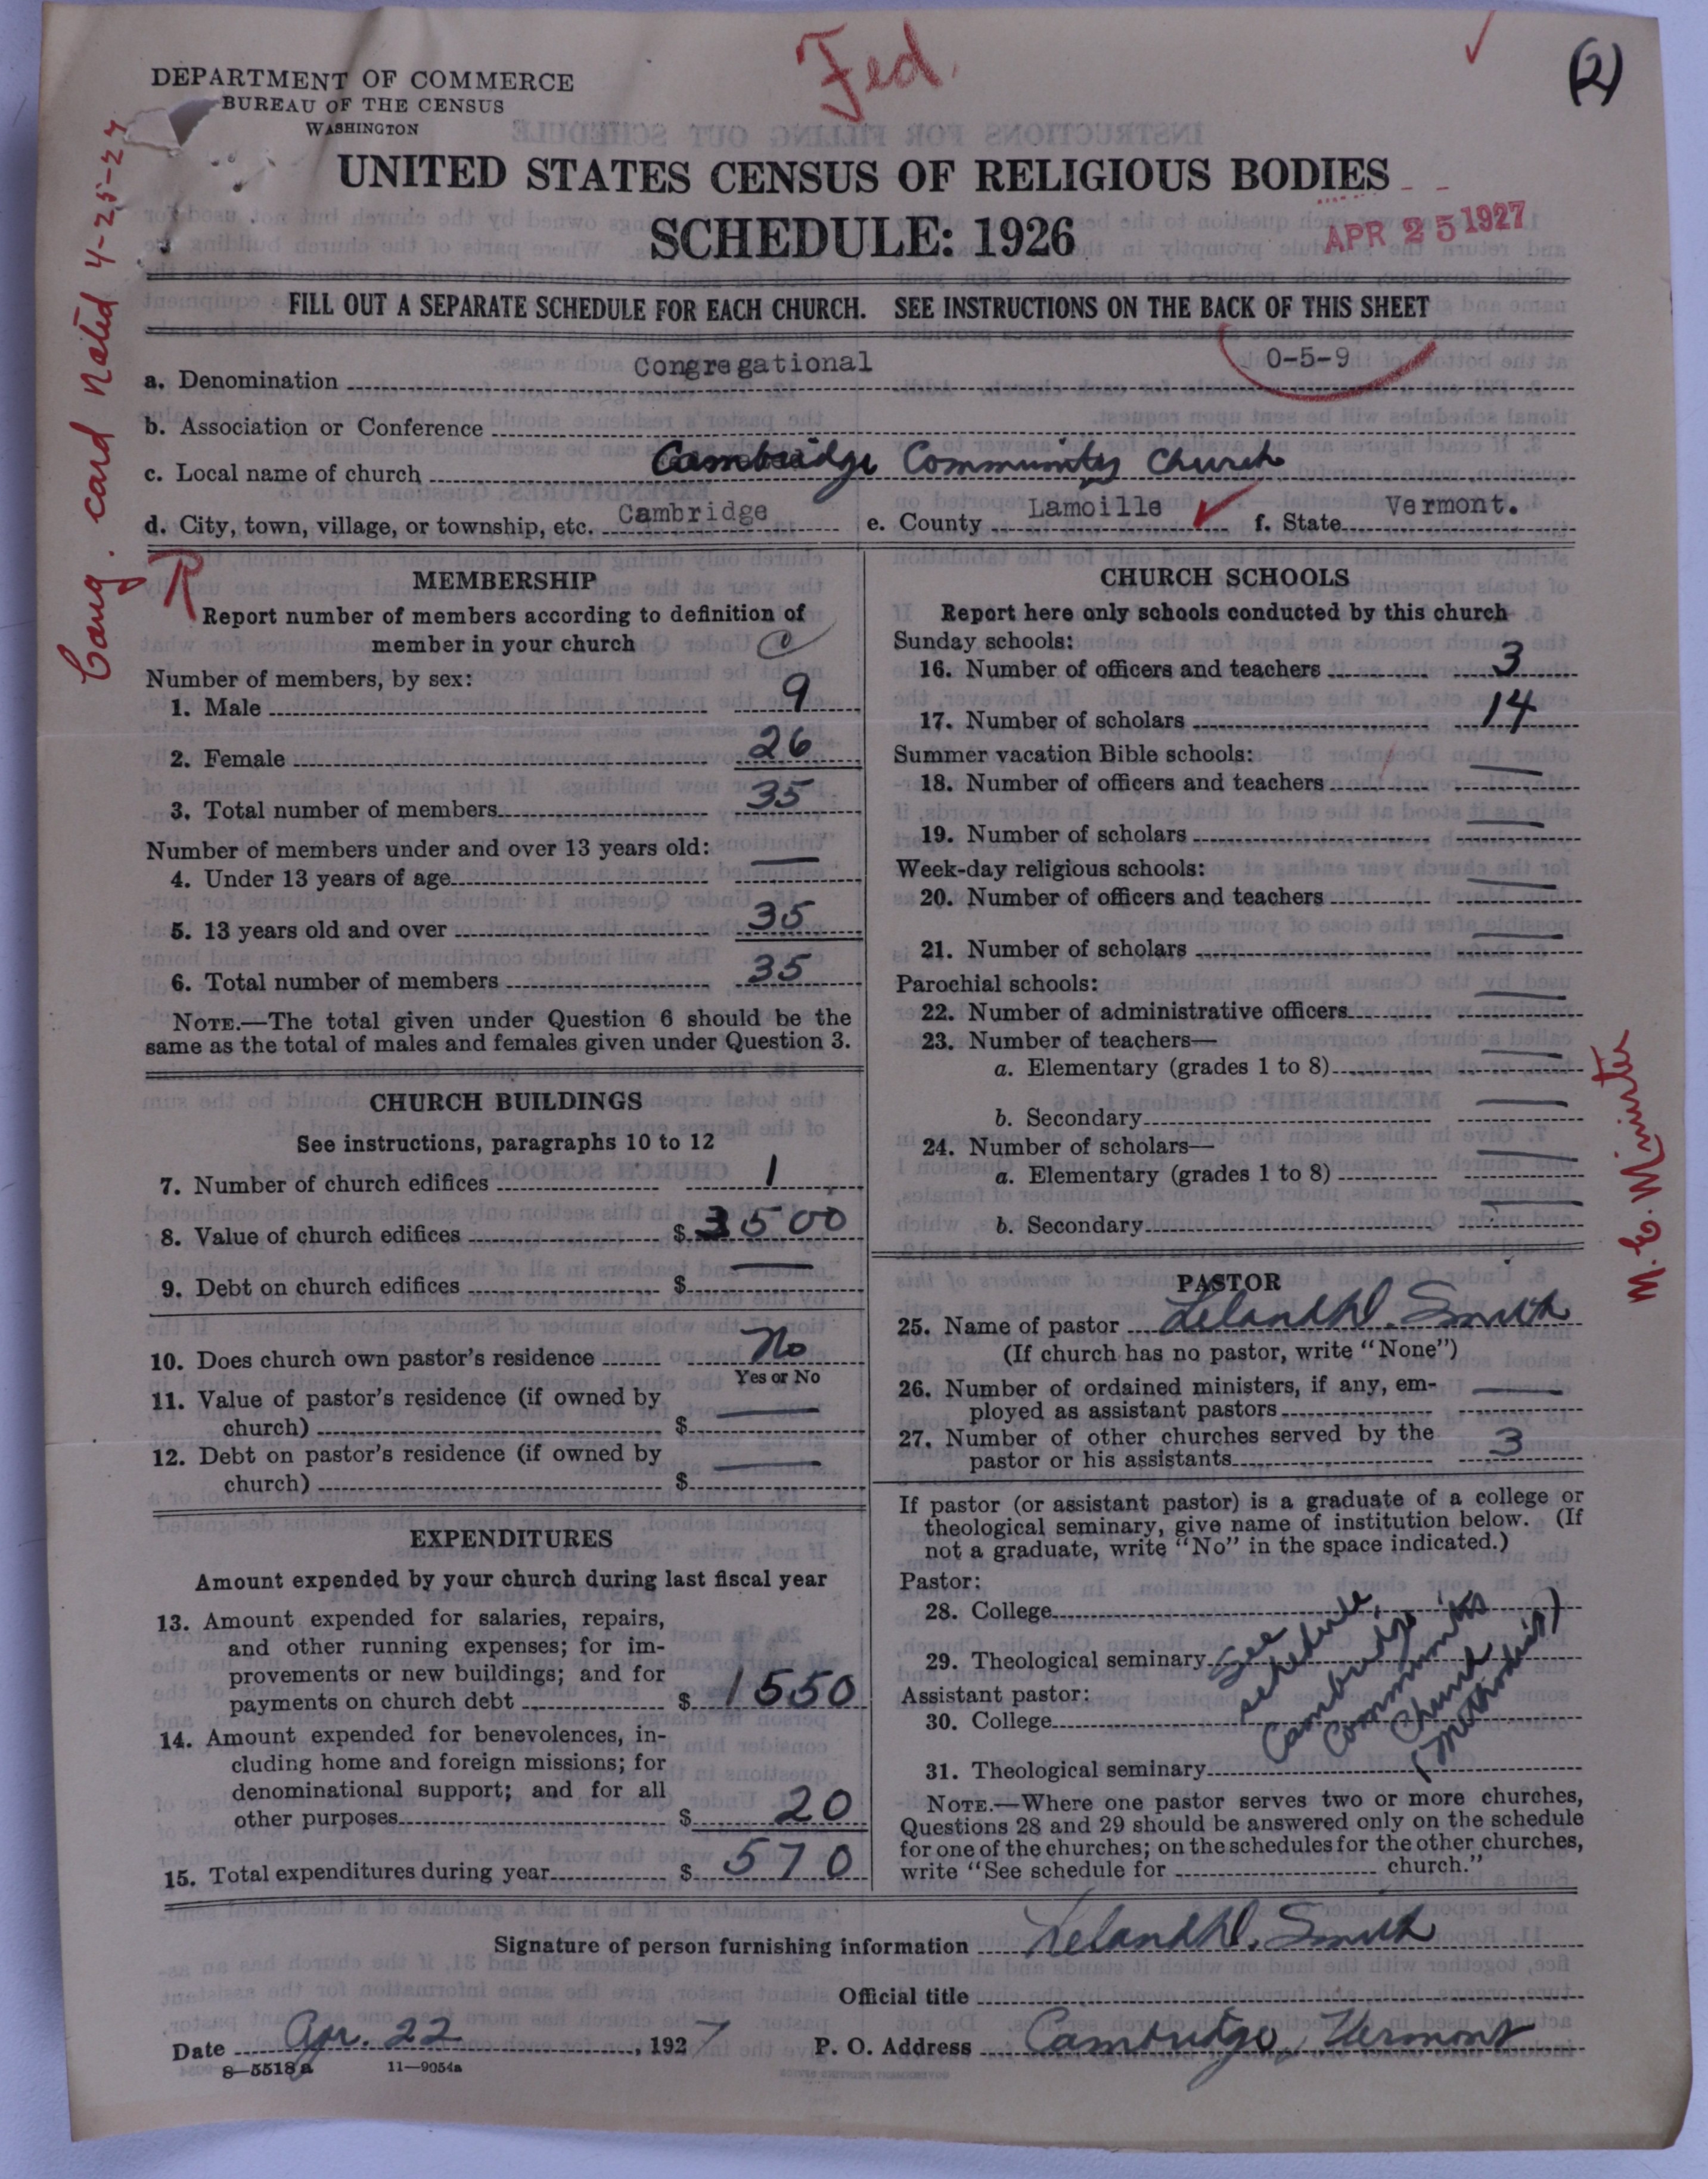 Fed.
(2)
DEPARTMENT OF COMMERCE
BUREAU OF THE CENSUS
WASHINGTON
UNITED STATES CENSUS OF RELIGIOUS BODIES
SCHEDULE: 1926
APR 25 1927
Cong. card noted 4-25-27
FILL OUT A SEPARATE SCHEDULE FOR EACH CHURCH. SEE INSTRUCTIONS ON THE BACK OF THIS SHEET
a. Denomination Congregational 0-5-9
b. Association or Conference
c. Local name of church Cambridge Community Church
d. City, town, village, or township, etc. Cambridge e. County Lamoille f. State Vermont.
R
MEMBERSHIP
Report number of members according to definition of
member in your church C
Number of members, by sex:
1. Male 9
2. Female 26
3. Total number of members 35
Number of members under and over 13 years old:
4. Under 13 years of age —
5. 13 years old and over 35
6. Total number of members 35
NOTE.—The total given under Question 6 should be the
same as the total of males and females given under Question 3.
CHURCH BUILDINGS
See instructions, paragraphs 10 to 12
7. Number of church edifices 1
8. Value of church edifices $ 3500
9. Debt on church edifices $ —
10. Does church own pastor's residence No
Yes or No
11. Value of pastor's residence (if owned by
church) $ —
12. Debt on pastor's residence (if owned by
church) $ —
EXPENDITURES
Amount expended by your church during last fiscal year
13. Amount expended for salaries, repairs,
and other running expenses; for im-
provements or new buildings; and for
payments on church debt $ 1550
14. Amount expended for benevolences, in-
cluding home and foreign missions; for
denominational support; and for all
other purposes $ 20
15. Total expenditures during year $ 570
CHURCH SCHOOLS
Report here only schools conducted by this church
Sunday schools:
16. Number of officers and teachers 3
17. Number of scholars 14
Summer vacation Bible schools:
18. Number of officers and teachers —
19. Number of scholars —
Week-day religious schools:
20. Number of officers and teachers —
21. Number of scholars —
Parochial schools:
22. Number of administrative officers —
23. Number of teachers—
a. Elementary (grades 1 to 8) —
b. Secondary —
24. Number of scholars—
a. Elementary (grades 1 to 8) —
b. Secondary —
M. E. Minister
PASTOR
25. Name of pastor Leland D. Smith
(If church has no pastor, write "None")
26. Number of ordained ministers, if any, em-
ployed as assistant pastors —
27. Number of other churches served by the
pastor or his assistants 3
If pastor (or assistant pastor) is a graduate of a college or
theological seminary, give name of institution below. (If
not a graduate, write "No" in the space indicated.)
Pastor:
28. College
29. Theological seminary
Assistant pastor:
30. College
31. Theological seminary
See
schedule,
Cambridge
Community
Church
(Methodist)
NOTE.—Where one pastor serves two or more churches,
Questions 28 and 29 should be answered only on the schedule
for one of the churches; on the schedules for the other churches,
write "See schedule for church."
Signature of person furnishing information Leland D. Smith
Official title
Date Apr. 22, 1927 P. O. Address Cambridge, Vermont
8—5518a 11—9054a